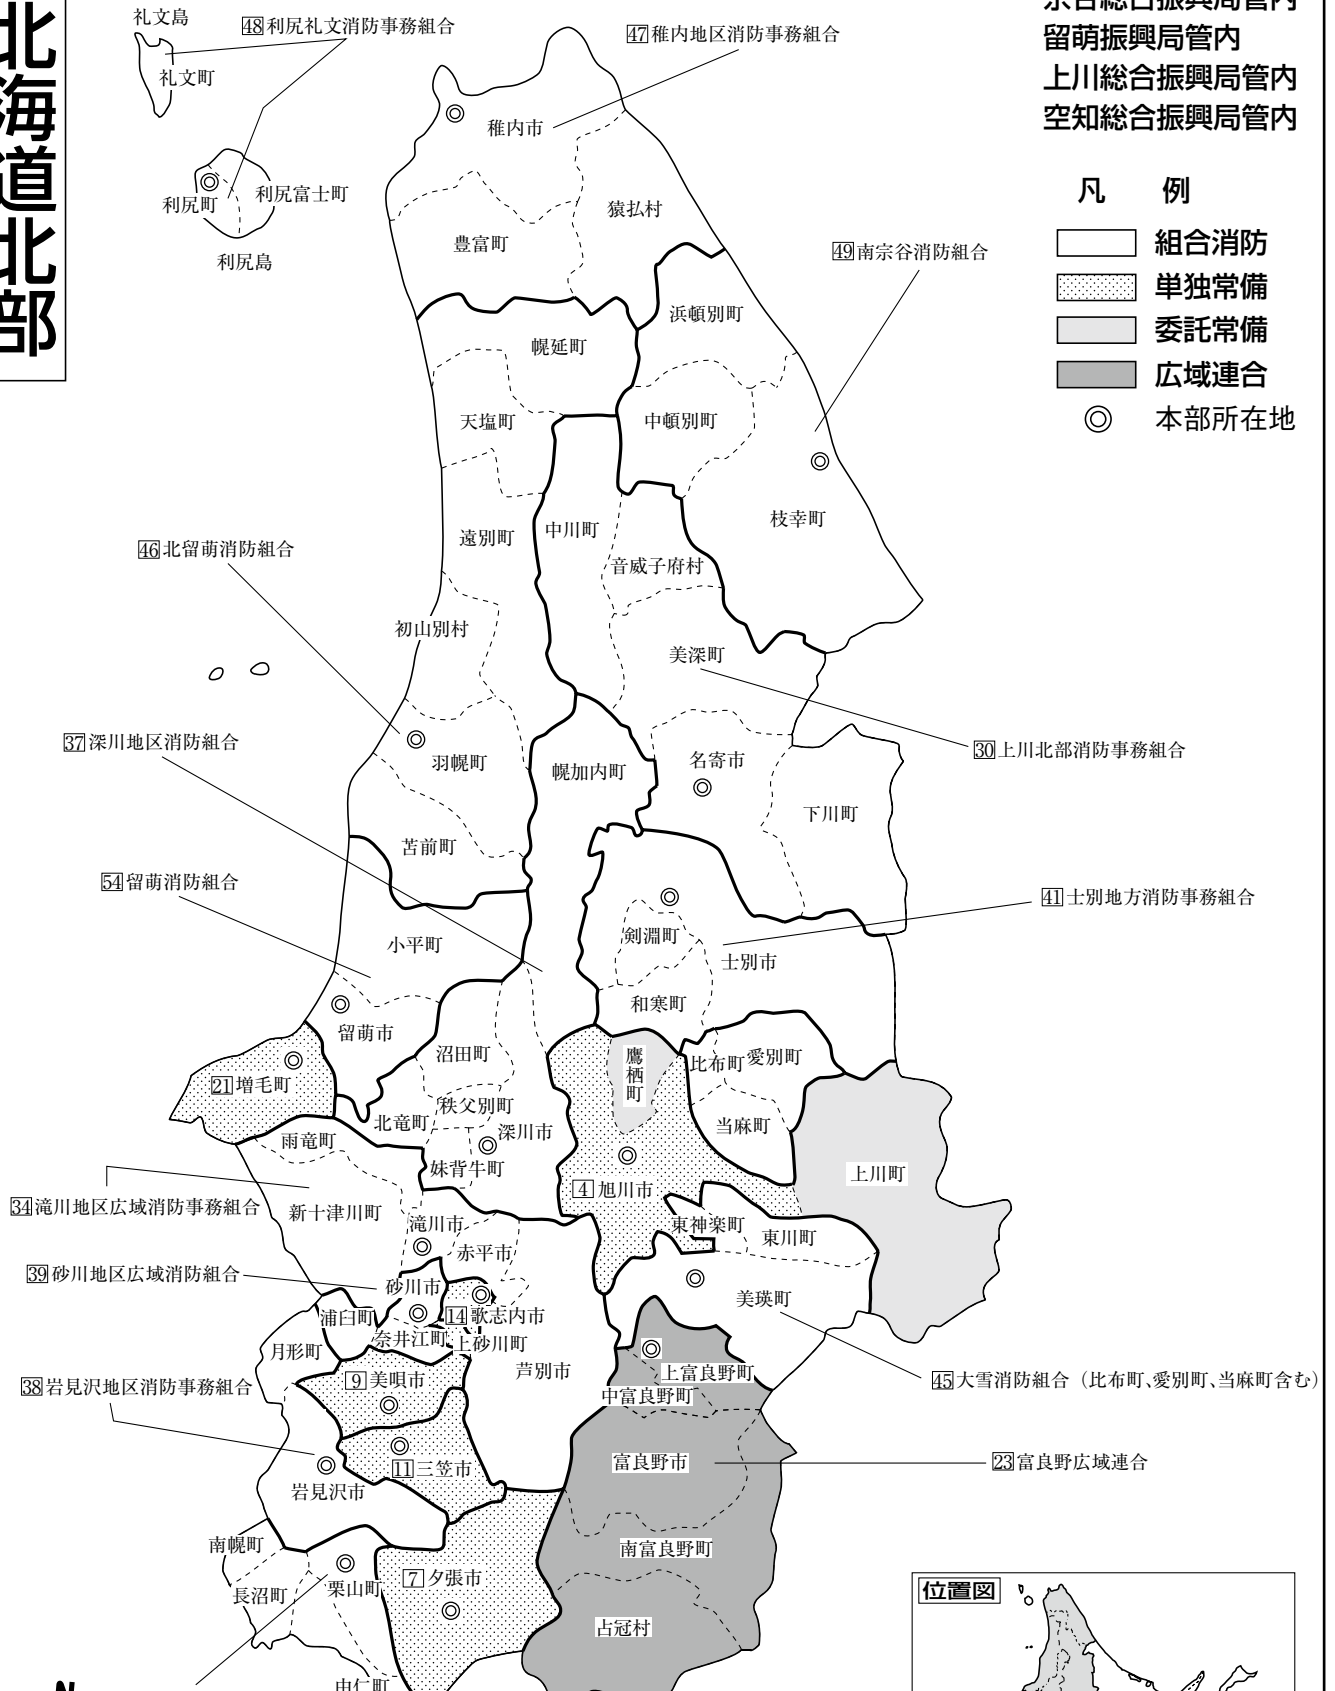 北海道北部
宗谷総合振興局管内
留萌振興局管内
上川総合振興局管内
空知総合振興局管内
凡 例
組合消防
単独常備
委託常備
広域連合
本部所在地
礼文島
48利尻礼文消防事務組合
47稚内地区消防事務組合
礼文町
稚内市
利尻富士町
利尻町
猿払村
豊富町
利尻島
49南宗谷消防組合
浜頓別町
幌延町
天塩町
中頓別町
枝幸町
中川町
遠別町
46北留萌消防組合
音威子府村
初山別村
美深町
37深川地区消防組合
30上川北部消防事務組合
羽幌町
幌加内町
名寄市
下川町
苫前町
54留萌消防組合
41士別地方消防事務組合
剣淵町
小平町
士別市
和寒町
留萌市
沼田町
鷹栖町
比布町
愛別町
21増毛町
秩父別町
北竜町
深川市
当麻町
雨竜町
妹背牛町
上川町
4旭川市
34滝川地区広域消防事務組合
新十津川町
滝川市
東神楽町
東川町
赤平市
39砂川地区広域消防組合
砂川市
美瑛町
浦臼町
14歌志内市
奈井江町
上砂川町
月形町
芦別市
上富良野町
9美唄市
38岩見沢地区消防事務組合
45大雪消防組合（比布町、愛別町、当麻町含む）
中富良野町
富良野市
23富良野広域連合
11三笠市
岩見沢市
南幌町
南富良野町
7夕張市
栗山町
長沼町
位置図
占冠村
由仁町
N